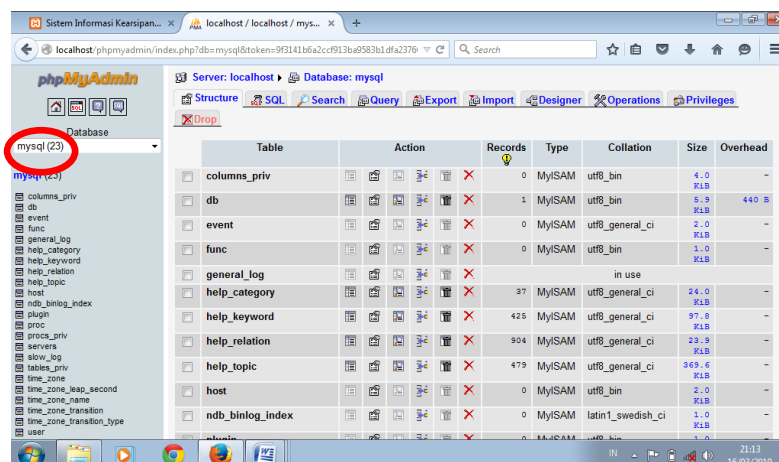 Sistem Informasi Kearsipan... ×
localhost / localhost / mys... ×
localhost/phpmyadmin/index.php?db=mysql&token=9f3141b6a2ccf913ba9583b1dfa2376
Search
phpMyAdmin
Database
mysql (23)
mysql (23)
columns_priv
db
event
func
general_log
help_category
help_keyword
help_relation
help_topic
host
ndb_binlog_index
plugin
proc
procs_priv
servers
slow_log
tables_priv
time_zone
time_zone_leap_second
time_zone_name
time_zone_transition
time_zone_transition_type
user
Server: localhost ▸ Database: mysql
Structure SQL Search Query Export Import Designer Operations Privileges
Drop
Table Action Records Type Collation Size Overhead
columns_priv 0 MyISAM utf8_bin 4.0 KiB -
db 1 MyISAM utf8_bin 5.9 KiB 440 B
event 0 MyISAM utf8_general_ci 2.0 KiB -
func 0 MyISAM utf8_bin 1.0 KiB -
general_log in use -
help_category 37 MyISAM utf8_general_ci 24.0 KiB -
help_keyword 425 MyISAM utf8_general_ci 97.8 KiB -
help_relation 904 MyISAM utf8_general_ci 23.9 KiB -
help_topic 479 MyISAM utf8_general_ci 369.6 KiB -
host 0 MyISAM utf8_bin 2.0 KiB -
ndb_binlog_index 0 MyISAM latin1_swedish_ci 1.0 KiB -
plugin 0 MyISAM utf8_bin 1.0 -
IN
21:13